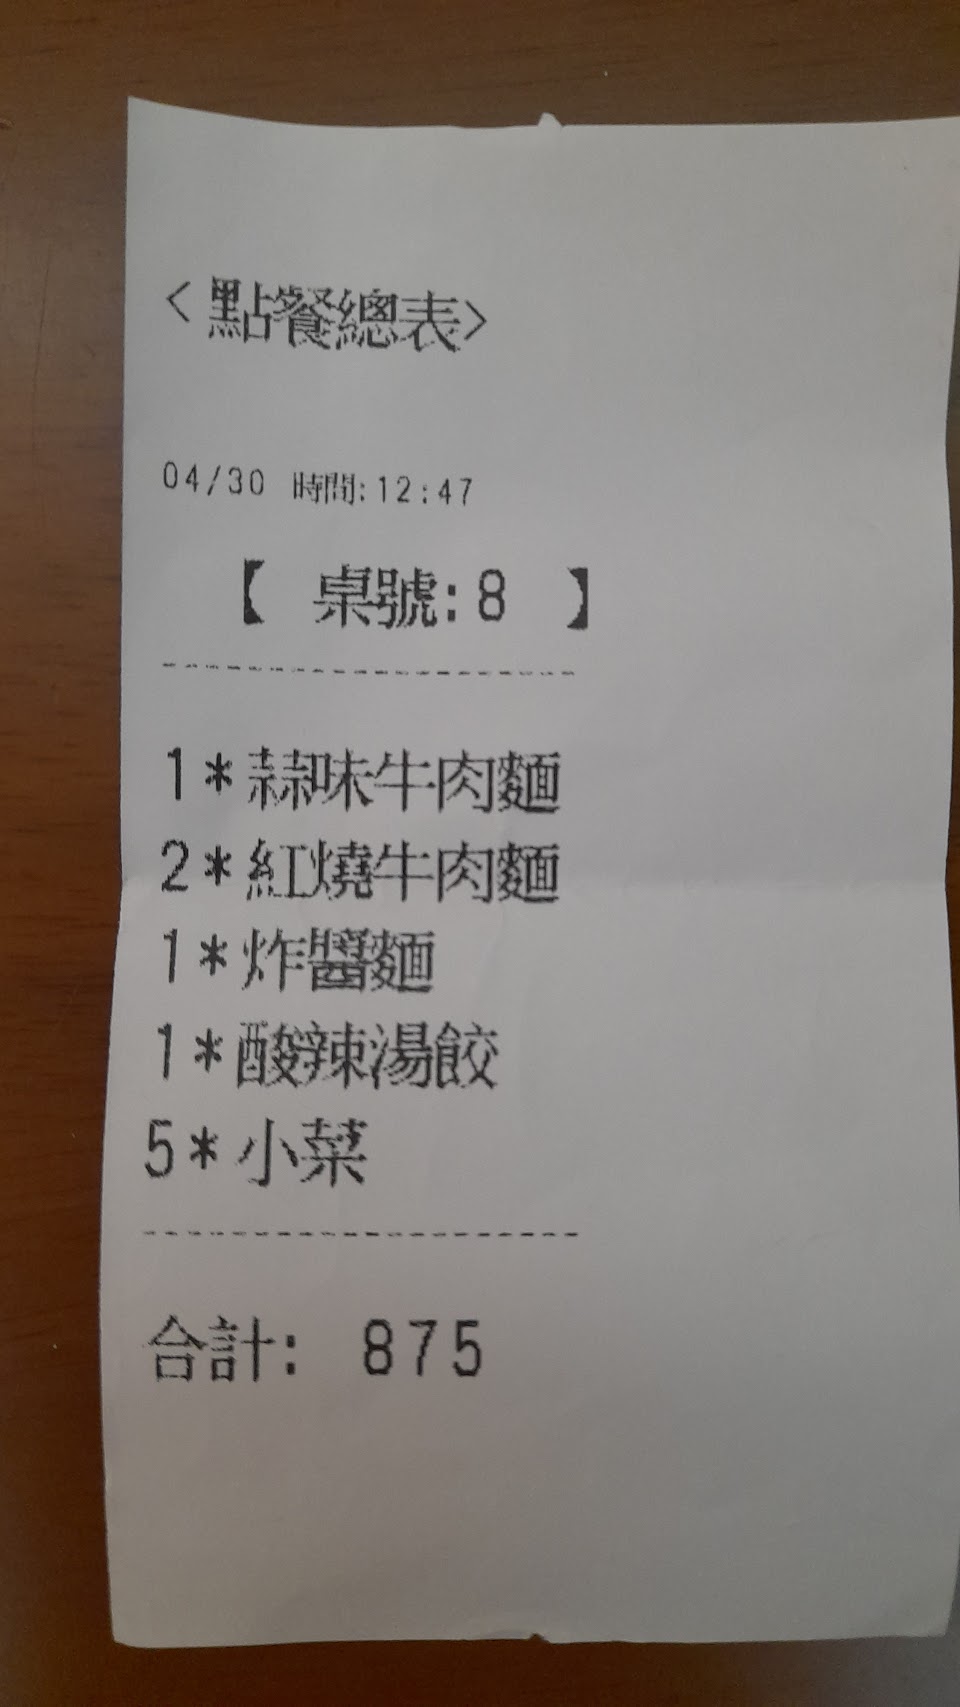 <點餐總表>
04/30 時間:12:47
【 桌號:8 】
1*蒜味牛肉麵
2*紅燒牛肉麵
1*炸醬麵
1*酸辣湯餃
5*小菜
合計: 875